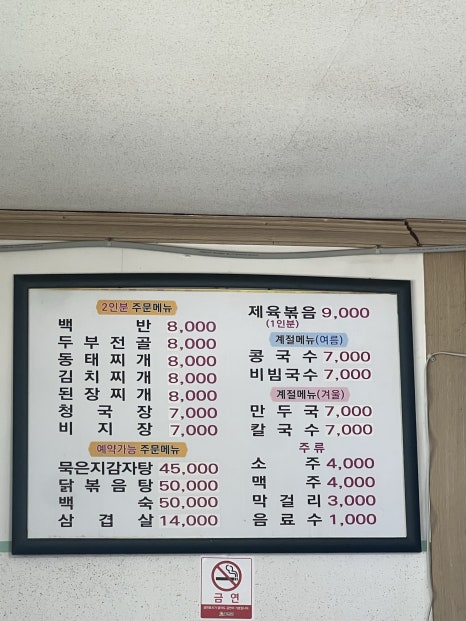 2인분 주문메뉴
백 반 8,000
두부전골 8,000
동태찌개 8,000
김치찌개 8,000
된장찌개 8,000
청 국 장 7,000
비 지 장 7,000
예약가능 주문메뉴
묵은지감자탕 45,000
닭볶음탕 50,000
백 숙 50,000
삼 겹 살 14,000
제육볶음 9,000
(1인분)
계절메뉴(여름)
콩국수 7,000
비빔국수 7,000
계절메뉴(겨울)
만두국 7,000
칼국수 7,000
주 류
소 주 4,000
맥 주 4,000
막걸리 3,000
음료수 1,000
금연